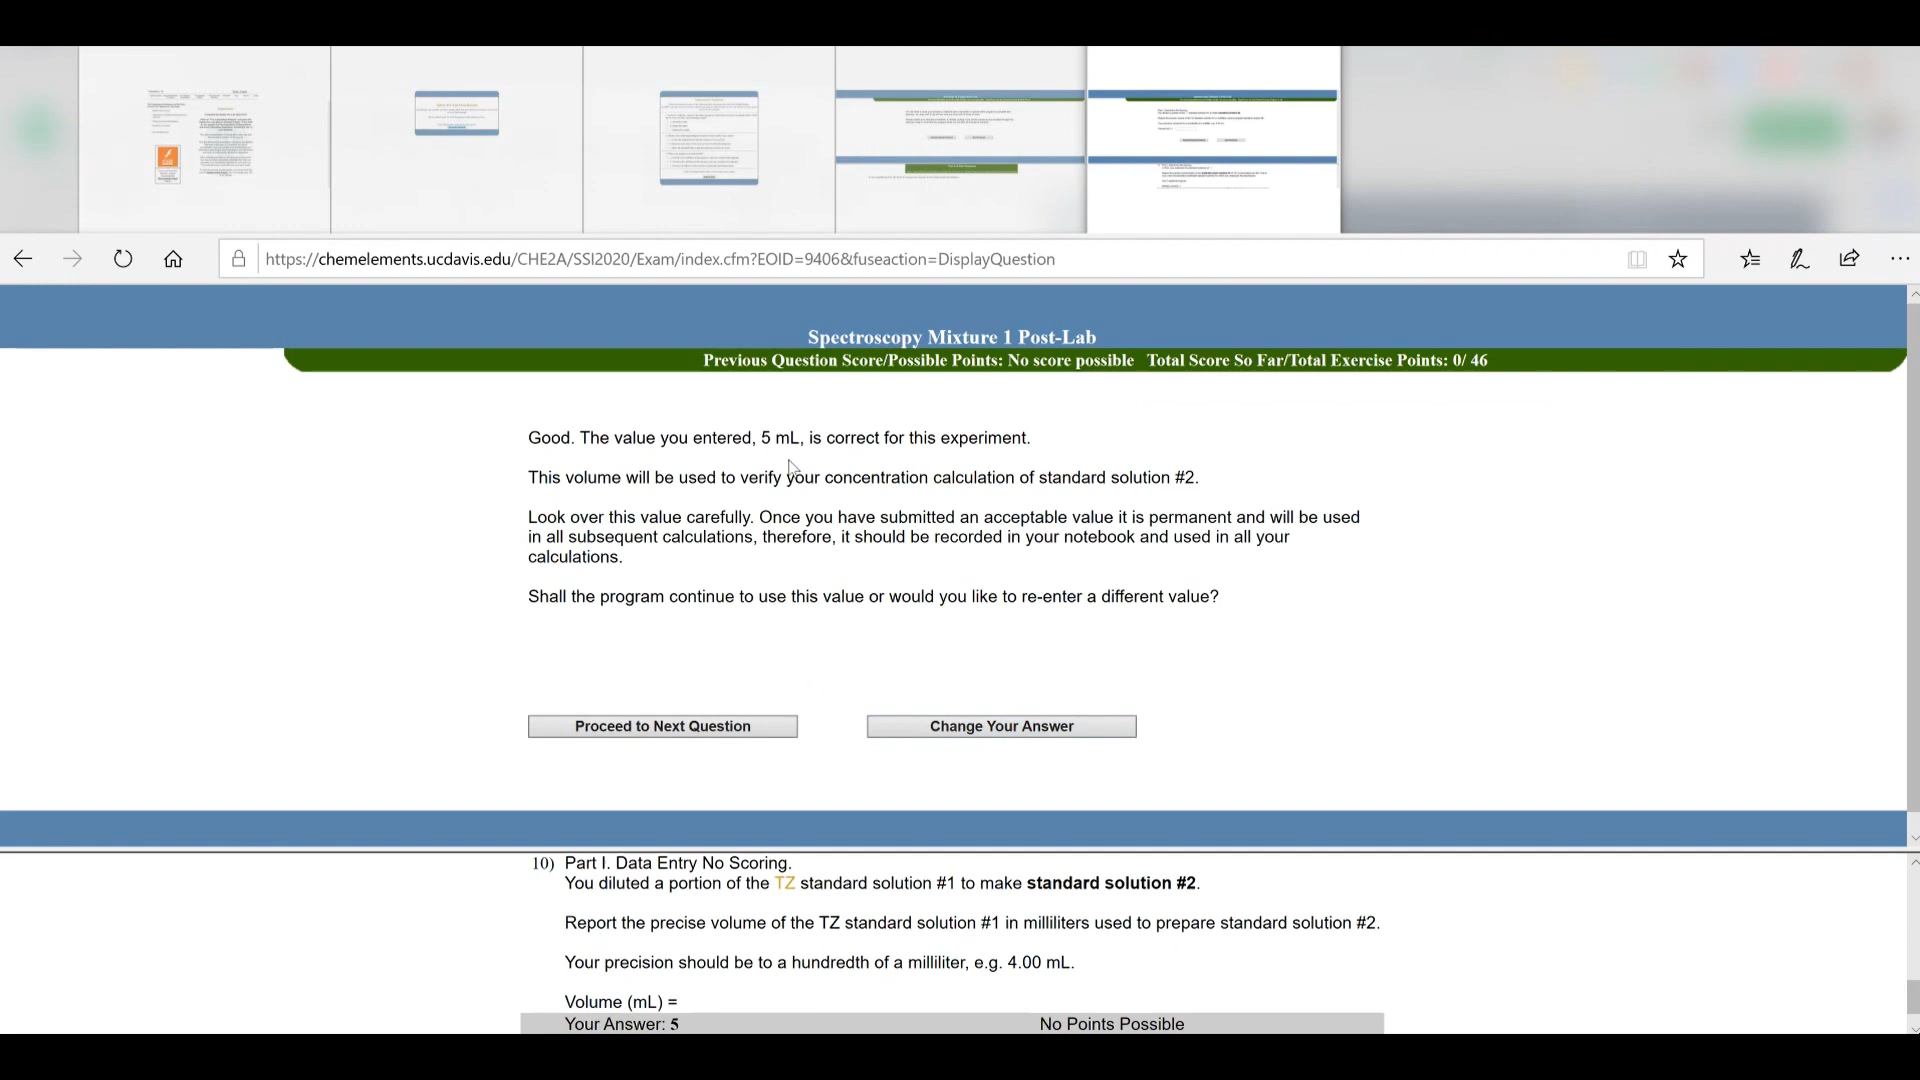 https://chemelements.ucdavis.edu/CHE2A/SSI2020/Exam/index.cfm?EOID=9406&fuseaction=DisplayQuestion
Spectroscopy Mixture 1 Post-Lab
Previous Question Score/Possible Points: No score possible Total Score So Far/Total Exercise Points: 0/ 46
Good. The value you entered, 5 mL, is correct for this experiment.
This volume will be used to verify your concentration calculation of standard solution #2.
Look over this value carefully. Once you have submitted an acceptable value it is permanent and will be used
in all subsequent calculations, therefore, it should be recorded in your notebook and used in all your
calculations.
Shall the program continue to use this value or would you like to re-enter a different value?
Proceed to Next Question Change Your Answer
10) Part I. Data Entry No Scoring.
You diluted a portion of the TZ standard solution #1 to make standard solution #2.
Report the precise volume of the TZ standard solution #1 in milliliters used to prepare standard solution #2.
Your precision should be to a hundredth of a milliliter, e.g. 4.00 mL.
Volume (mL) =
Your Answer: 5 No Points Possible